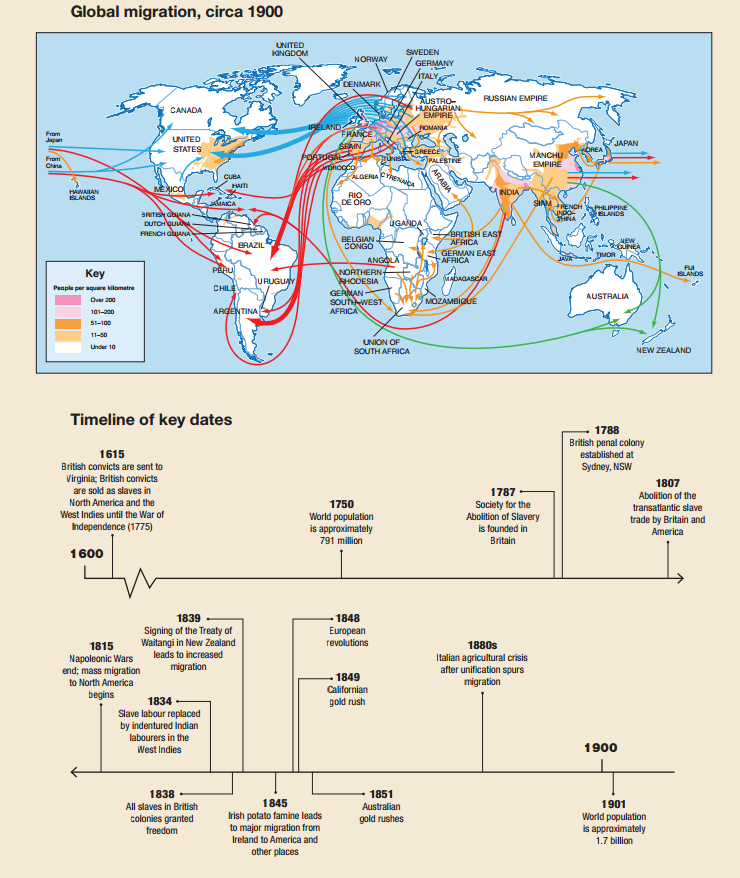 Global migration, circa 1900
UNITED
KINGDOM
NORWAY
SWEDEN
GERMANY
ITALY
DENMARK
AUSTRO–
HUNGARIAN
EMPIRE
RUSSIAN EMPIRE
CANADA
IRELAND
FRANCE
ROMANIA
From
Japan
UNITED
STATES
SPAIN
GREECE
KOREA
JAPAN
From
China
PORTUGAL
TUNISIA
PALESTINE
MANCHU
EMPIRE
MOROCCO
ALGERIA
CYRENAICA
ARABIA
CUBA
HAITI
HAWAIIAN
ISLANDS
MEXICO
JAMAICA
RIO
DE ORO
INDIA
SIAM
FRENCH
INDO-
CHINA
PHILIPPINE
ISLANDS
BRITISH GUIANA
DUTCH GUIANA
FRENCH GUIANA
UGANDA
BRITISH EAST
AFRICA
BRAZIL
BELGIAN
CONGO
GERMAN EAST
AFRICA
NEW
GUINEA
JAVA
TIMOR
ANGOLA
PERU
NORTHERN
RHODESIA
MADAGASCAR
FIJI
ISLANDS
CHILE
URUGUAY
GERMAN
SOUTH–WEST
AFRICA
MOZAMBIQUE
AUSTRALIA
ARGENTINA
UNION OF
SOUTH AFRICA
NEW ZEALAND
Key
People per square kilometre
Over 200
101–200
51–100
11–50
Under 10
Timeline of key dates
1615
British convicts are sent to
Virginia; British convicts
are sold as slaves in
North America and the
West Indies until the War of
Independence (1775)
1600
1750
World population
is approximately
791 million
1787
Society for the
Abolition of Slavery
is founded in
Britain
1788
British penal colony
established at
Sydney, NSW
1807
Abolition of the
transatlantic slave
trade by Britain and
America
1815
Napoleonic Wars
end; mass migration
to North America
begins
1839
Signing of the Treaty of
Waitangi in New Zealand
leads to increased
migration
1834
Slave labour replaced
by indentured Indian
labourers in the
West Indies
1848
European
revolutions
1849
Californian
gold rush
1880s
Italian agricultural crisis
after unification spurs
migration
1900
1838
All slaves in British
colonies granted
freedom
1845
Irish potato famine leads
to major migration from
Ireland to America and
other places
1851
Australian
gold rushes
1901
World population
is approximately
1.7 billion